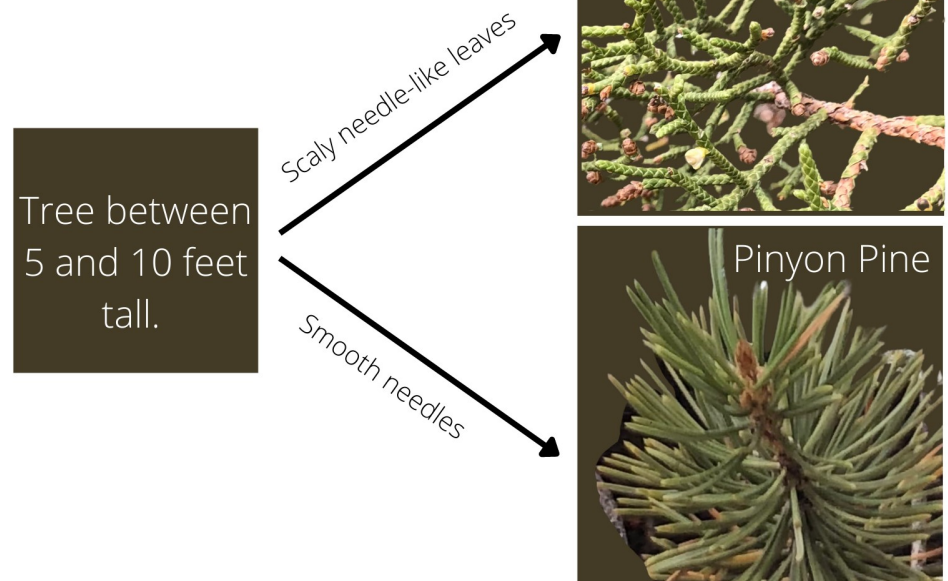 Tree between
5 and 10 feet
tall.
Scaly needle-like leaves
Smooth needles
Pinyon Pine